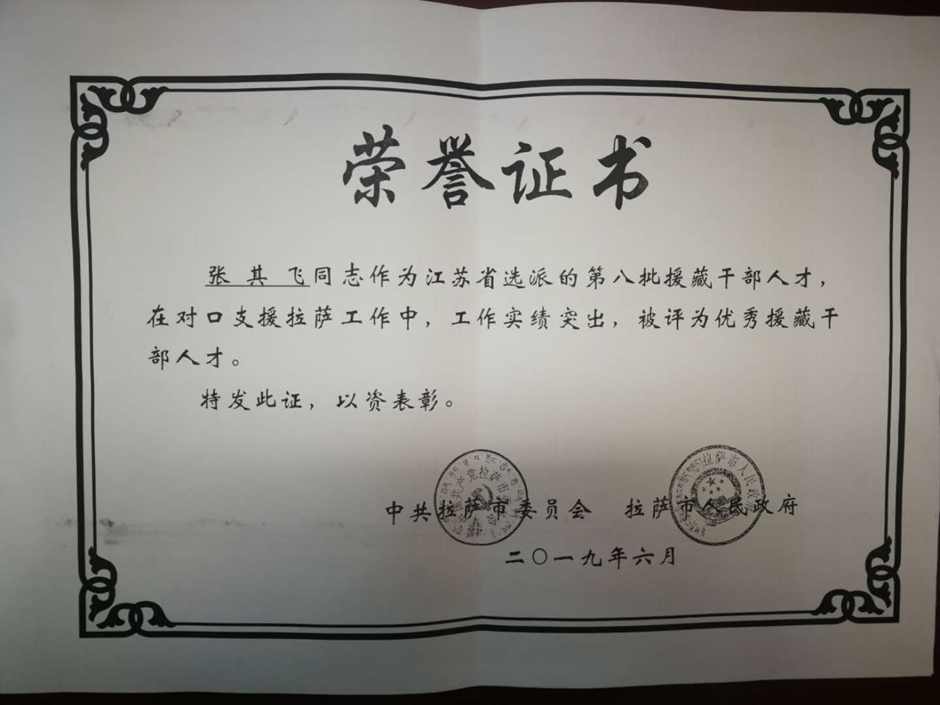 荣誉证书
张其飞同志作为江苏省选派的第八批援藏干部人才，
在对口支援拉萨工作中，工作实绩突出，被评为优秀援藏干
部人才。
特发此证，以资表彰。
中共拉萨市委员会 拉萨市人民政府
二〇一九年六月